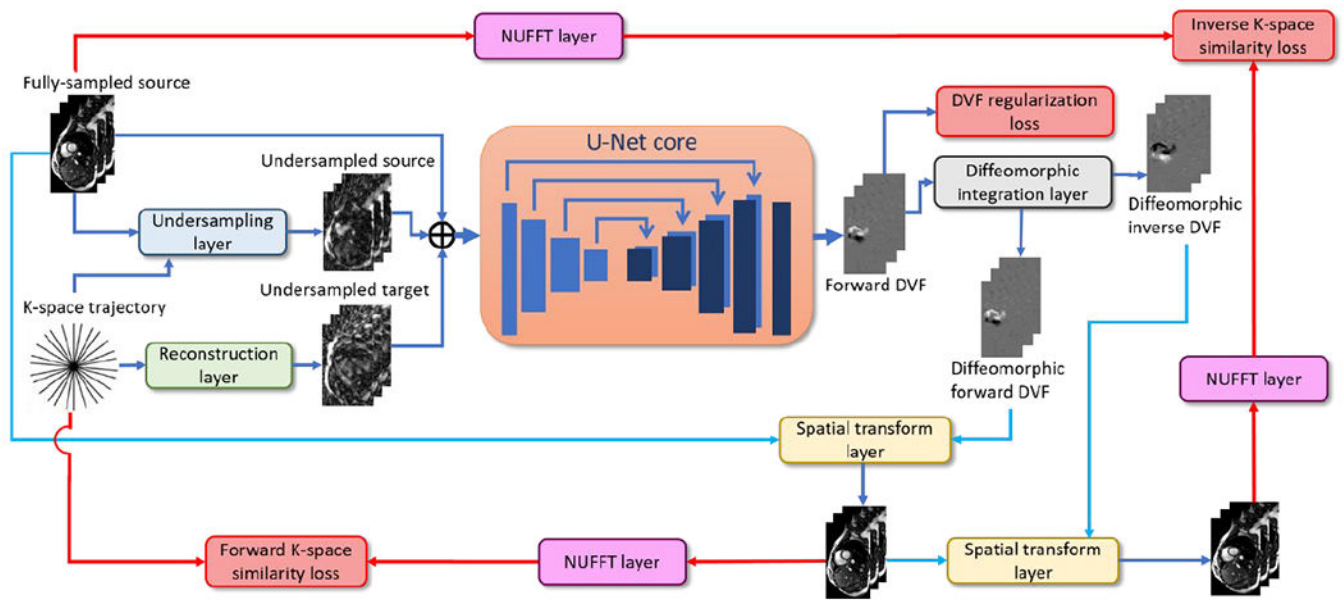 NUFFT layer
Inverse K-space
similarity loss
Fully-sampled source
DVF regularization
loss
U-Net core
Undersampled source
Diffeomorphic
integration layer
Undersampling
layer
Diffeomorphic
inverse DVF
Forward DVF
Undersampled target
K-space trajectory
Reconstruction
layer
Diffeomorphic
forward DVF
NUFFT layer
Spatial transform
layer
Forward K-space
similarity loss
NUFFT layer
Spatial transform
layer